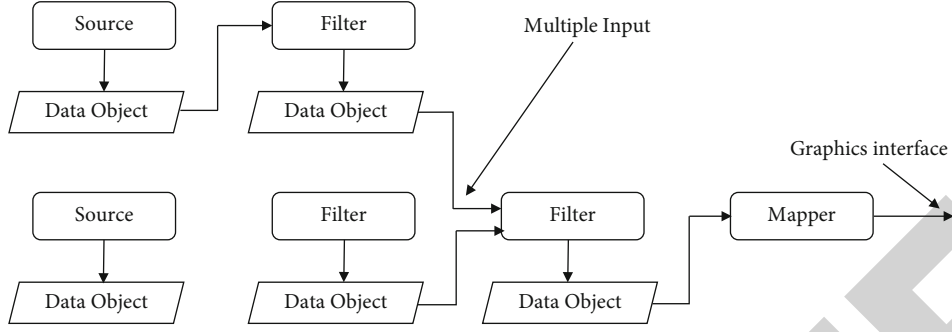 Source
Filter
Multiple Input
Data Object
Data Object
Graphics interface
Source
Filter
Filter
Mapper
Data Object
Data Object
Data Object